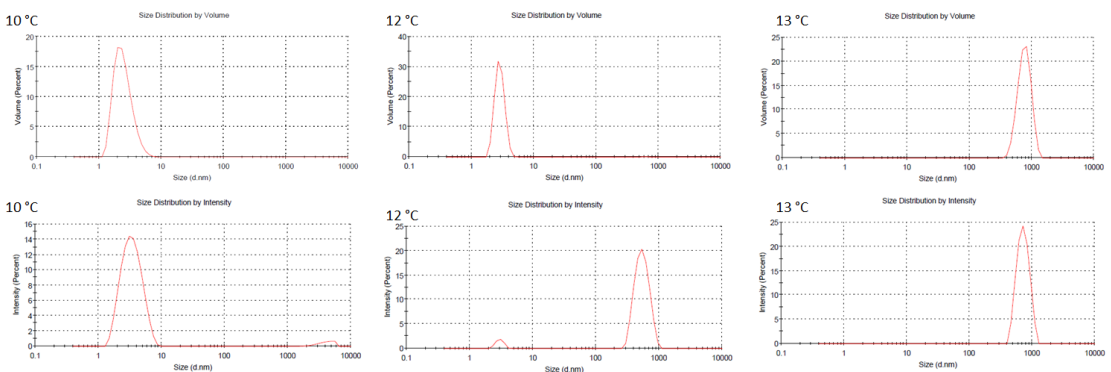 10 °C
Size Distribution by Volume
20
15
10
5
0
Volume (Percent)
0.1 1 10 100 1000 10000
Size (d.nm)
12 °C
Size Distribution by Volume
40
30
20
10
0
Volume (Percent)
0.1 1 10 100 1000 10000
Size (d.nm)
13 °C
Size Distribution by Volume
25
20
15
10
5
0
Volume (Percent)
0.1 1 10 100 1000 10000
Size (d.nm)
10 °C
Size Distribution by Intensity
16
14
12
10
8
6
4
2
0
Intensity (Percent)
0.1 1 10 100 1000 10000
Size (d.nm)
12 °C
Size Distribution by Intensity
25
20
15
10
5
0
Intensity (Percent)
0.1 1 10 100 1000 10000
Size (d.nm)
13 °C
Size Distribution by Intensity
25
20
15
10
5
0
Intensity (Percent)
0.1 1 10 100 1000 10000
Size (d.nm)